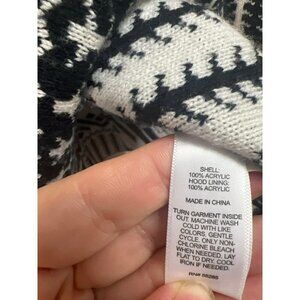 SHELL:
100% ACRYLIC
HOOD LINING:
100% ACRYLIC
MADE IN CHINA
TURN GARMENT INSIDE
OUT. MACHINE WASH
COLD WITH LIKE
COLORS. GENTLE
CYCLE. ONLY NON-
CHLORINE BLEACH
WHEN NEEDED. LAY
FLAT TO DRY. COOL
IRON IF NEEDED.
RN#